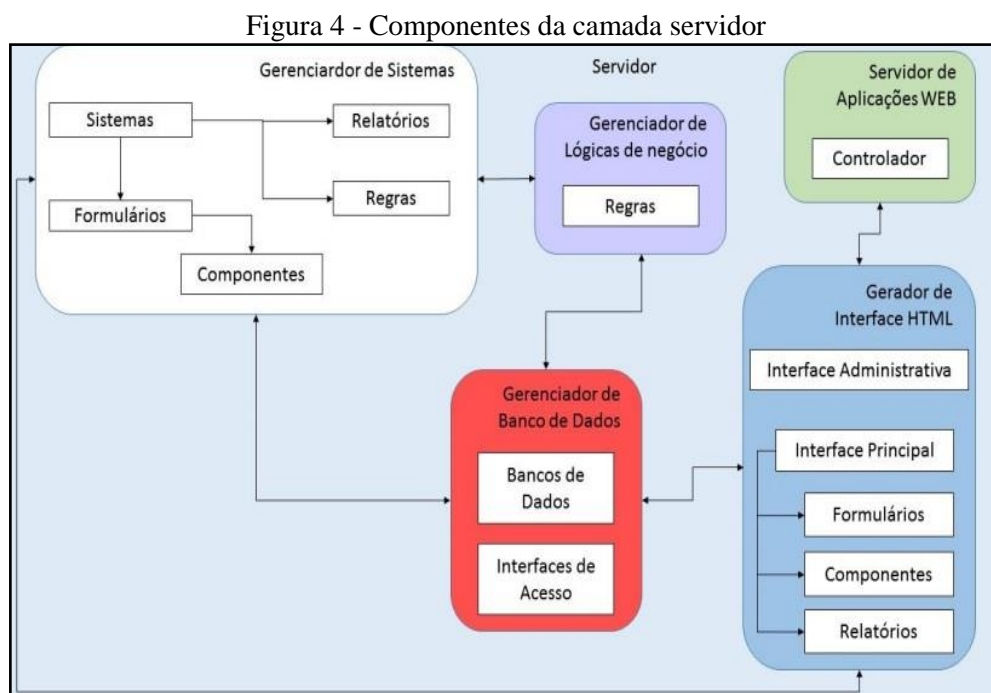 Figura 4 - Componentes da camada servidor
Gerenciardor de Sistemas
Sistemas
Relatórios
Formulários
Regras
Componentes
Servidor
Gerenciador de
Lógicas de negócio
Regras
Servidor de
Aplicações WEB
Controlador
Gerenciador de
Banco de Dados
Bancos de
Dados
Interfaces de
Acesso
Gerador de
Interface HTML
Interface Administrativa
Interface Principal
Formulários
Componentes
Relatórios